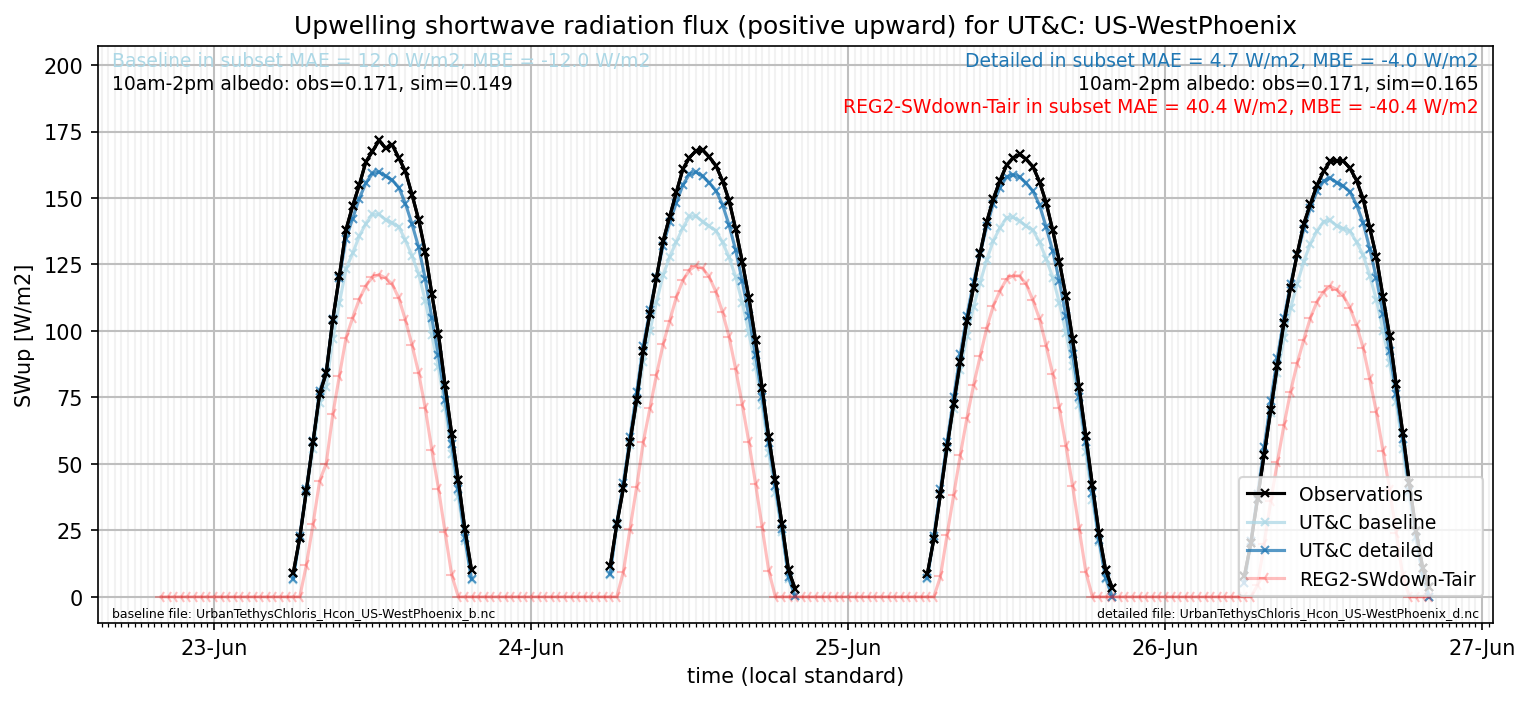 Upwelling shortwave radiation flux (positive upward) for UT&C: US-WestPhoenix
Baseline in subset MAE = 12.0 W/m2, MBE = -12.0 W/m2
10am-2pm albedo: obs=0.171, sim=0.149
Detailed in subset MAE = 4.7 W/m2, MBE = -4.0 W/m2
10am-2pm albedo: obs=0.171, sim=0.165
REG2-SWdown-Tair in subset MAE = 40.4 W/m2, MBE = -40.4 W/m2
SWup [W/m2]
200
175
150
125
100
75
50
25
0
Observations
UT&C baseline
UT&C detailed
REG2-SWdown-Tair
baseline file: UrbanTethysChloris_Hcon_US-WestPhoenix_b.nc
detailed file: UrbanTethysChloris_Hcon_US-WestPhoenix_d.nc
23-Jun
24-Jun
25-Jun
26-Jun
27-Jun
time (local standard)